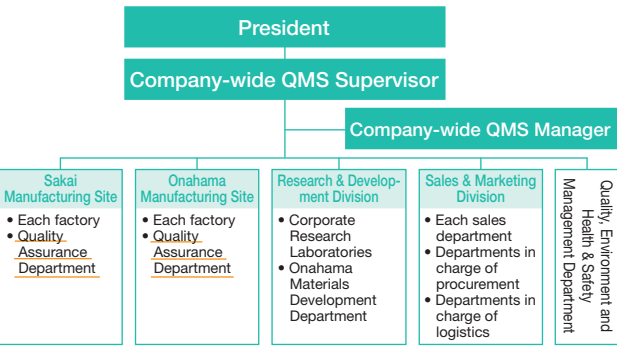 President
Company-wide QMS Supervisor
Company-wide QMS Manager
Sakai
Manufacturing Site
• Each factory
• Quality
Assurance
Department
Onahama
Manufacturing Site
• Each factory
• Quality
Assurance
Department
Research & Develop-
ment Division
• Corporate
Research
Laboratories
• Onahama
Materials
Development
Department
Sales & Marketing
Division
• Each sales
department
• Departments in
charge of
procurement
• Departments in
charge of
logistics
Quality, Environment and
Health & Safety
Management Department